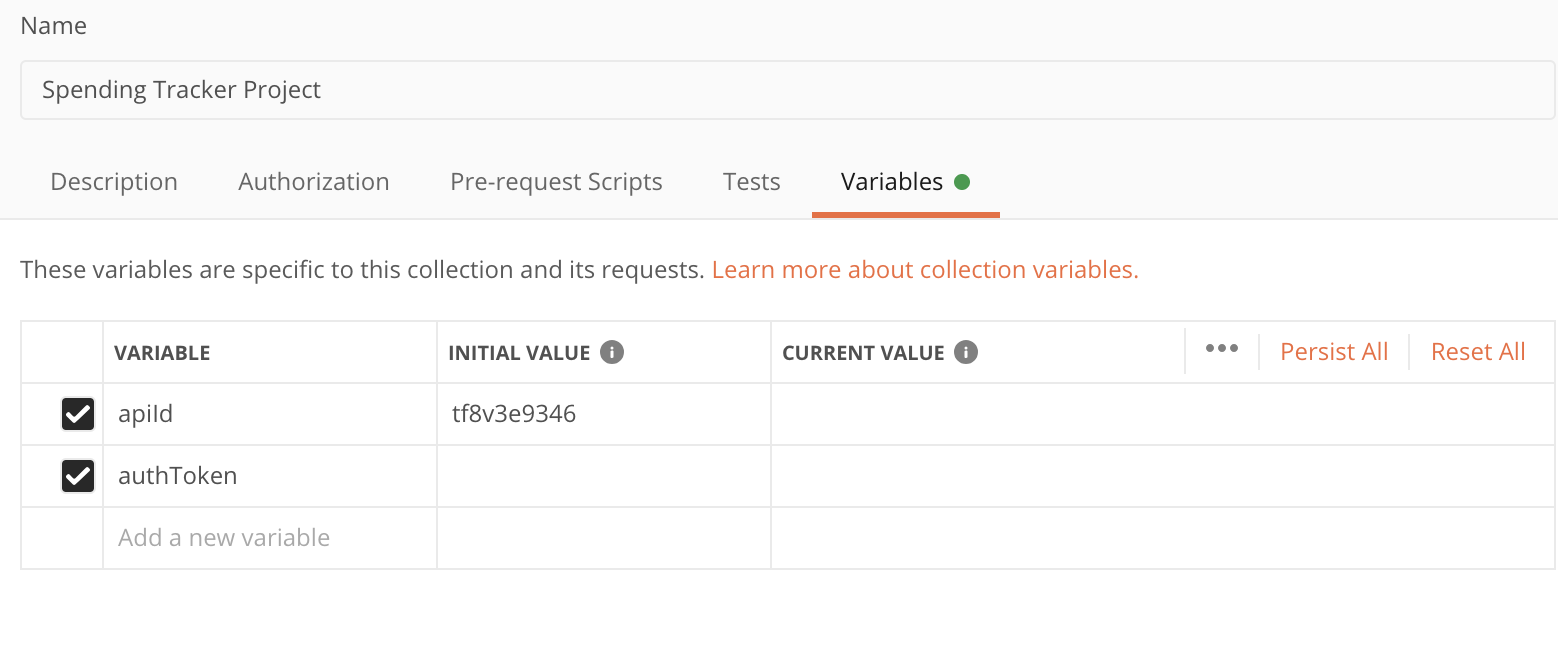 Name
Spending Tracker Project
Description Authorization Pre-request Scripts Tests Variables
These variables are specific to this collection and its requests. Learn more about collection variables.
VARIABLE INITIAL VALUE CURRENT VALUE Persist All Reset All
apiId tf8v3e9346
authToken
Add a new variable